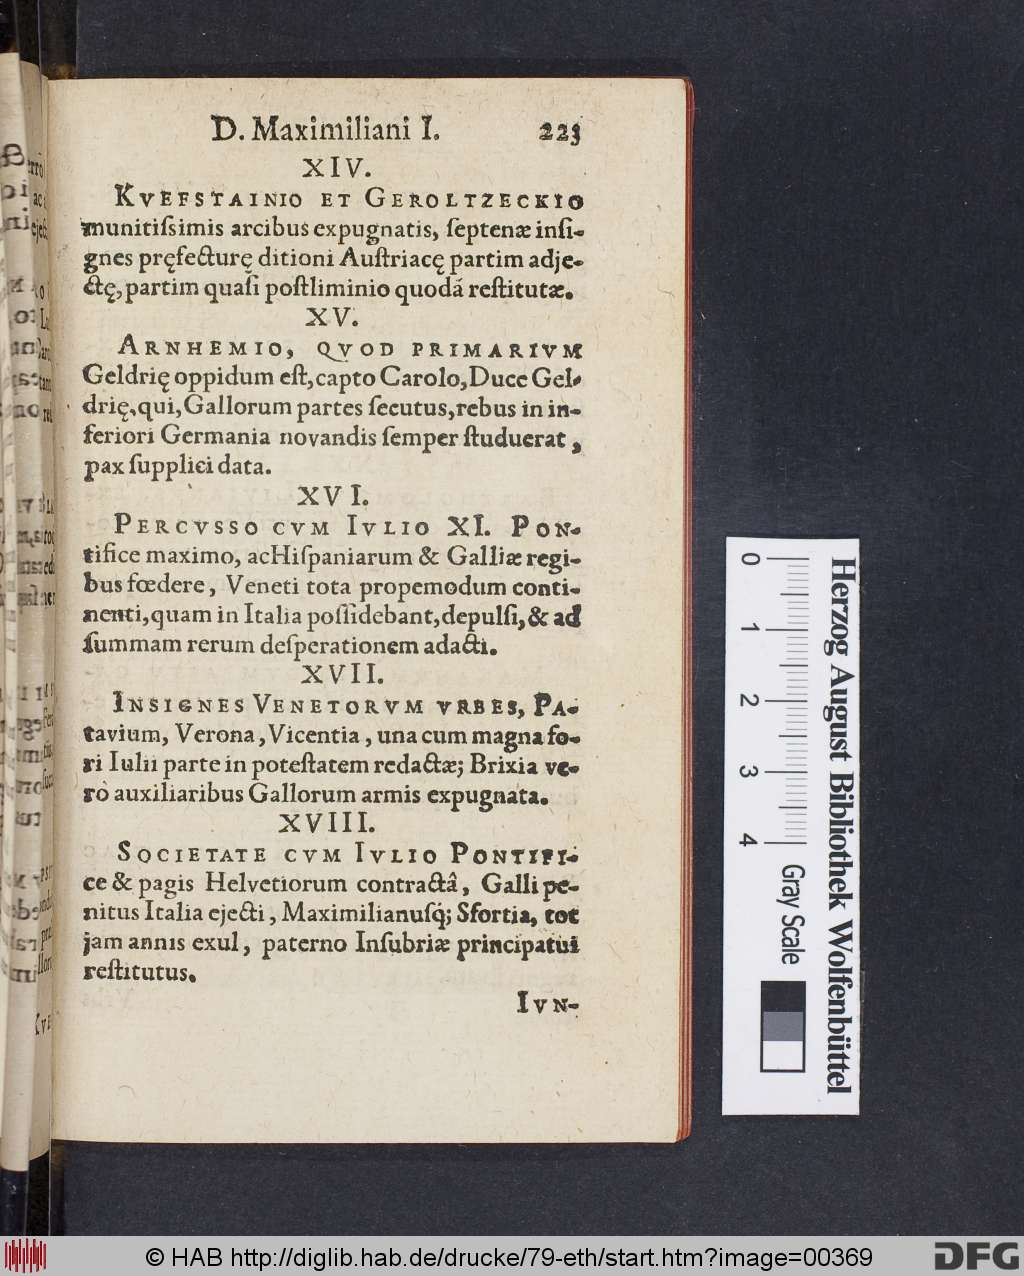 D. Maximiliani I. 223
XIV.
KVEFSTAINIO ET GEROLTZECKIO
munitiſsimis arcibus expugnatis, ſeptenæ inſi-
gnes pręfecturę ditioni Auſtriacę partim adje-
ctę, partim quaſi poſtliminio quodā reſtitutæ.
XV.
ARNHEMIO, QVOD PRIMARIVM
Geldrię oppidum eſt, capto Carolo, Duce Gel-
drię, qui, Gallorum partes ſecutus, rebus in in-
feriori Germania novandis ſemper ſtuduerat,
pax ſupplici data.
XVI.
PERCVSSO CVM IVLIO XI. PON-
tifice maximo, ac Hiſpaniarum & Galliæ regi-
bus fœdere, Veneti tota propemodum conti-
nenti, quam in Italia poſsidebant, depulſi, & ad
ſummam rerum deſperationem adacti.
XVII.
INSIGNES VENETORVM VRBES, PA-
tavium, Verona, Vicentia, una cum magna fo-
ri Iulii parte in poteſtatem redactæ; Brixia ve-
rò auxiliaribus Gallorum armis expugnata.
XVIII.
SOCIETATE CVM IVLIO PONTIFI-
ce & pagis Helvetiorum contractâ, Galli pe-
nitus Italia ejecti, Maximilianuſq́; Sfortia, tot
jam annis exul, paterno Inſubriæ principatui
reſtitutus.
IVN-
0 1 2 3 4
Herzog August Bibliothek Wolfenbüttel
Gray Scale
© HAB http://diglib.hab.de/drucke/79-eth/start.htm?image=00369
DFG